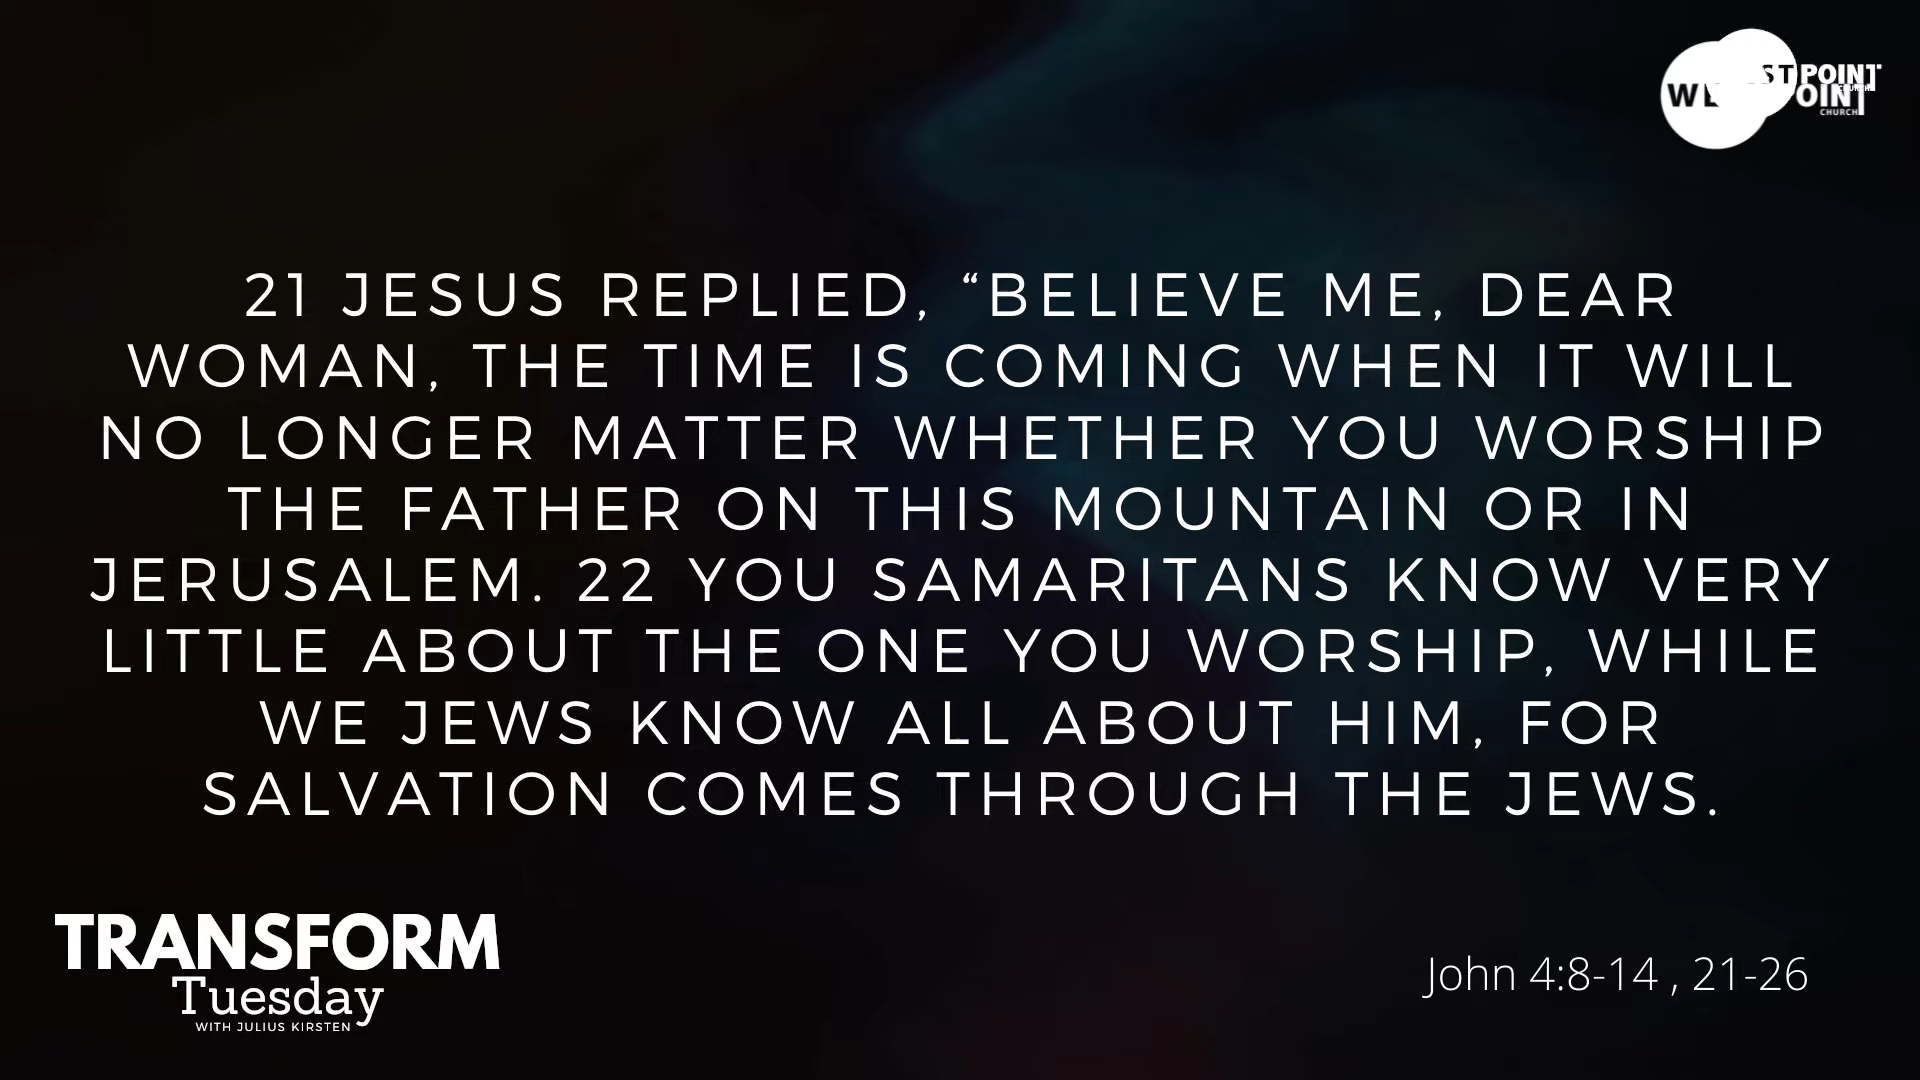 21 JESUS REPLIED, “BELIEVE ME, DEAR
WOMAN, THE TIME IS COMING WHEN IT WILL
NO LONGER MATTER WHETHER YOU WORSHIP
THE FATHER ON THIS MOUNTAIN OR IN
JERUSALEM. 22 YOU SAMARITANS KNOW VERY
LITTLE ABOUT THE ONE YOU WORSHIP, WHILE
WE JEWS KNOW ALL ABOUT HIM, FOR
SALVATION COMES THROUGH THE JEWS.
TRANSFORM
Tuesday
WITH JULIUS KIRSTEN
John 4:8-14 , 21-26
POINT
CHURCH